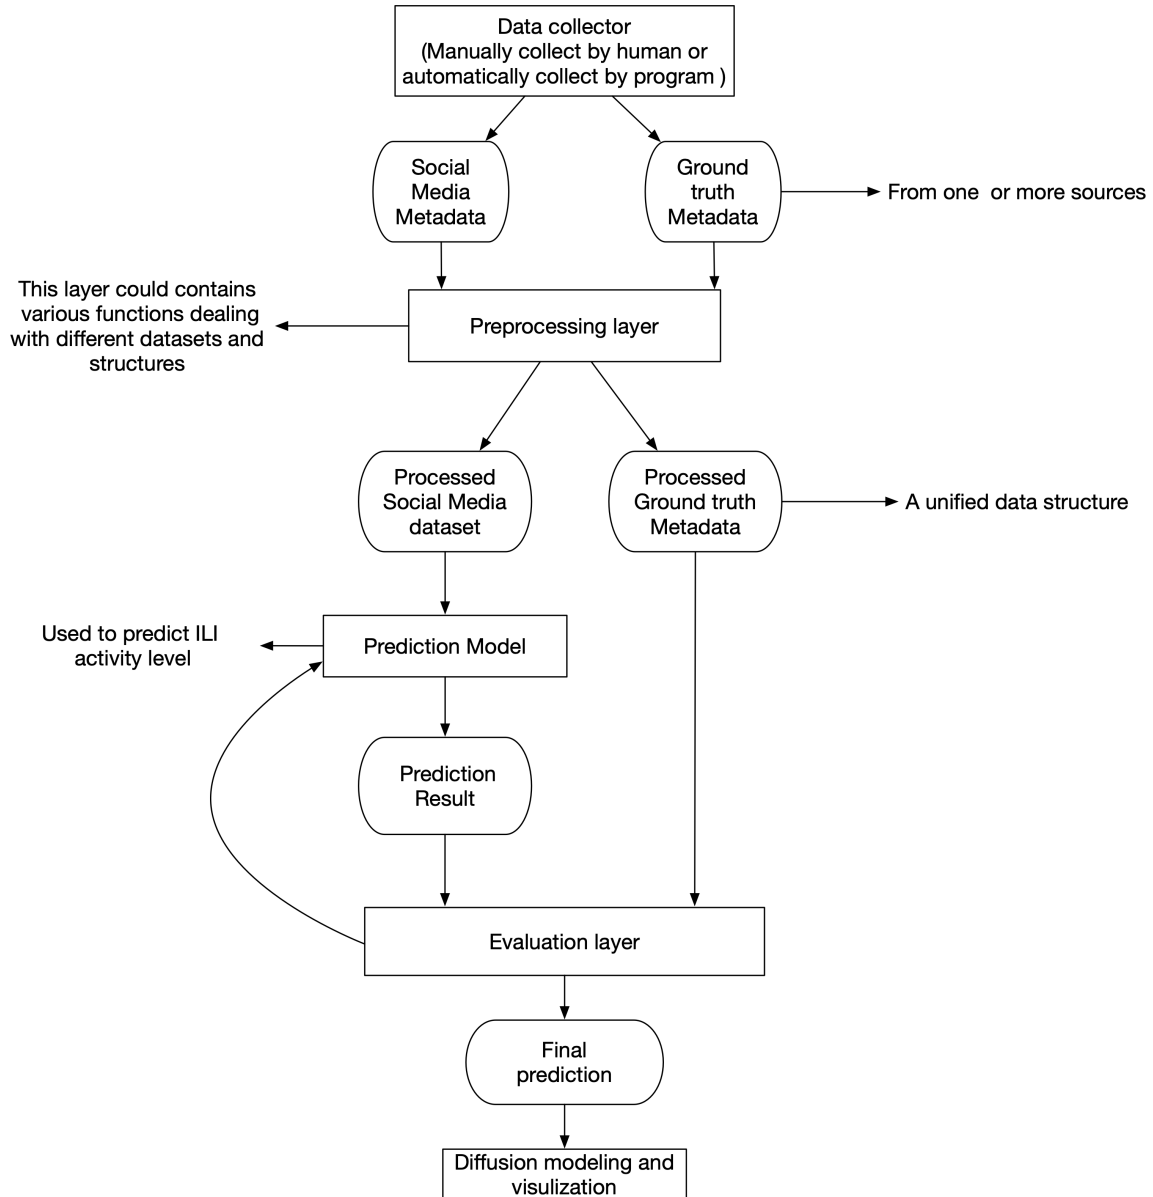 Data collector
(Manually collect by human or
automatically collect by program )
Social
Media
Metadata
Ground
truth
Metadata
From one  or more sources
This layer could contains
various functions dealing
with different datasets and
structures
Preprocessing layer
Processed
Social Media
dataset
Processed
Ground truth
Metadata
A unified data structure
Used to predict ILI
activity level
Prediction Model
Prediction
Result
Evaluation layer
Final
prediction
Diffusion modeling and
visulization